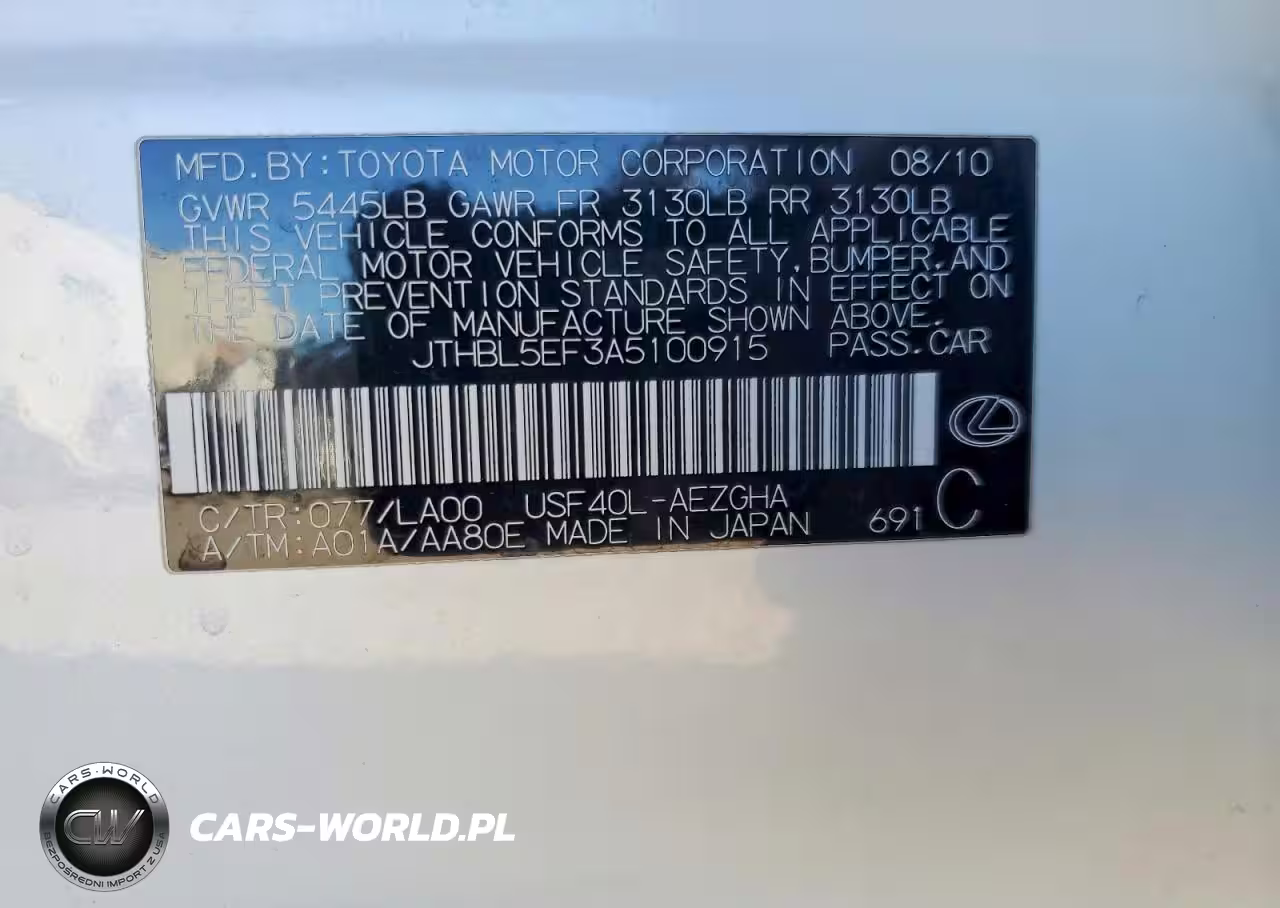 MFD.BY:TOYOTA MOTOR CORPORATION 08/10
GVWR 5445LB GAWR FR 3130LB RR 3130LB
THIS VEHICLE CONFORMS TO ALL APPLICABLE
FEDERAL MOTOR VEHICLE SAFETY,BUMPER,AND
THEFT PREVENTION STANDARDS IN EFFECT ON
THE DATE OF MANUFACTURE SHOWN ABOVE.
JTHBL5EF3A5100915 PASS.CAR
C/TR:077/LA00 USF40L-AEZGHA
A/TM:A01A/AA80E MADE IN JAPAN 691 C
CARS-WORLD
CW
BEZPOŚREDNI IMPORT Z USA
CARS-WORLD.PL